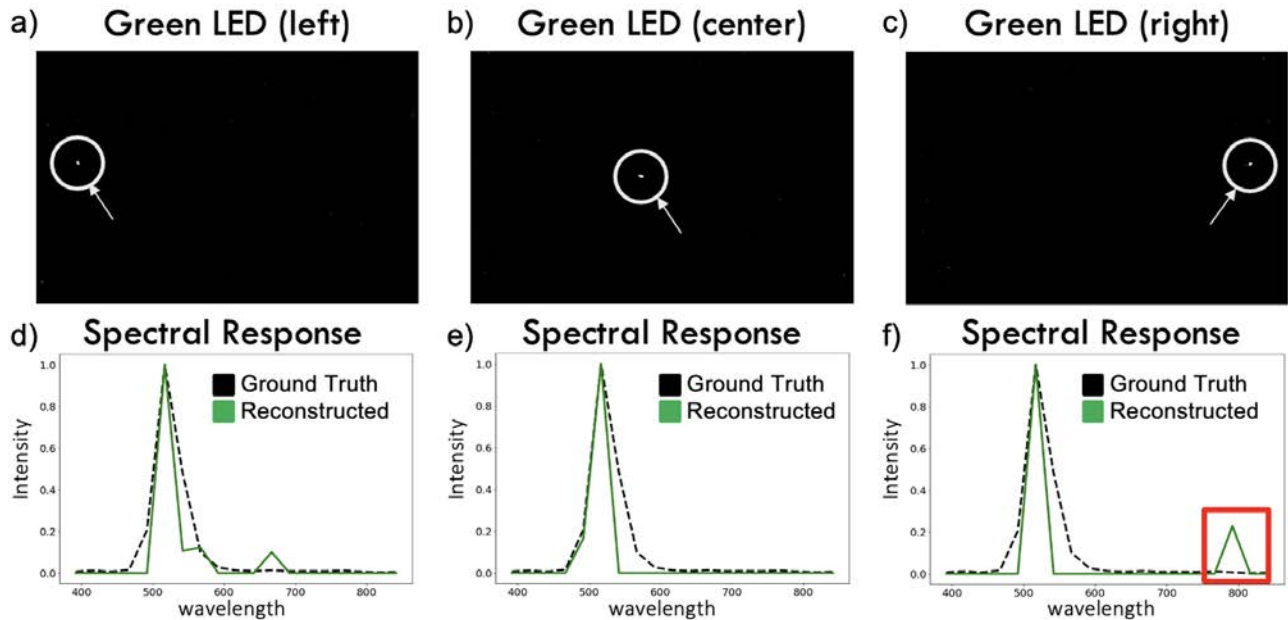 a) Green LED (left)
b) Green LED (center)
c) Green LED (right)
d) Spectral Response
Intensity
1.0
0.8
0.6
0.4
0.2
0.0
Ground Truth
Reconstructed
400 500 600 700 800
wavelength
e) Spectral Response
Intensity
1.0
0.8
0.6
0.4
0.2
0.0
Ground Truth
Reconstructed
400 500 600 700 800
wavelength
f) Spectral Response
Intensity
1.0
0.8
0.6
0.4
0.2
0.0
Ground Truth
Reconstructed
400 500 600 700 800
wavelength